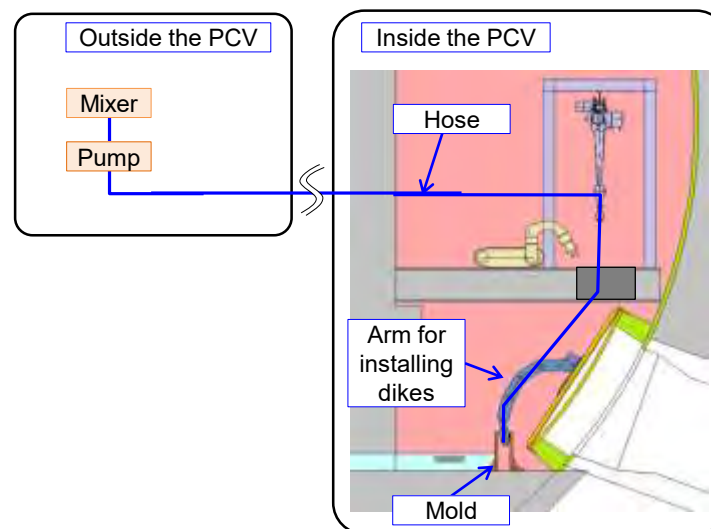 Outside the PCV
Inside the PCV
Mixer
Pump
Hose
Arm for
installing
dikes
Mold